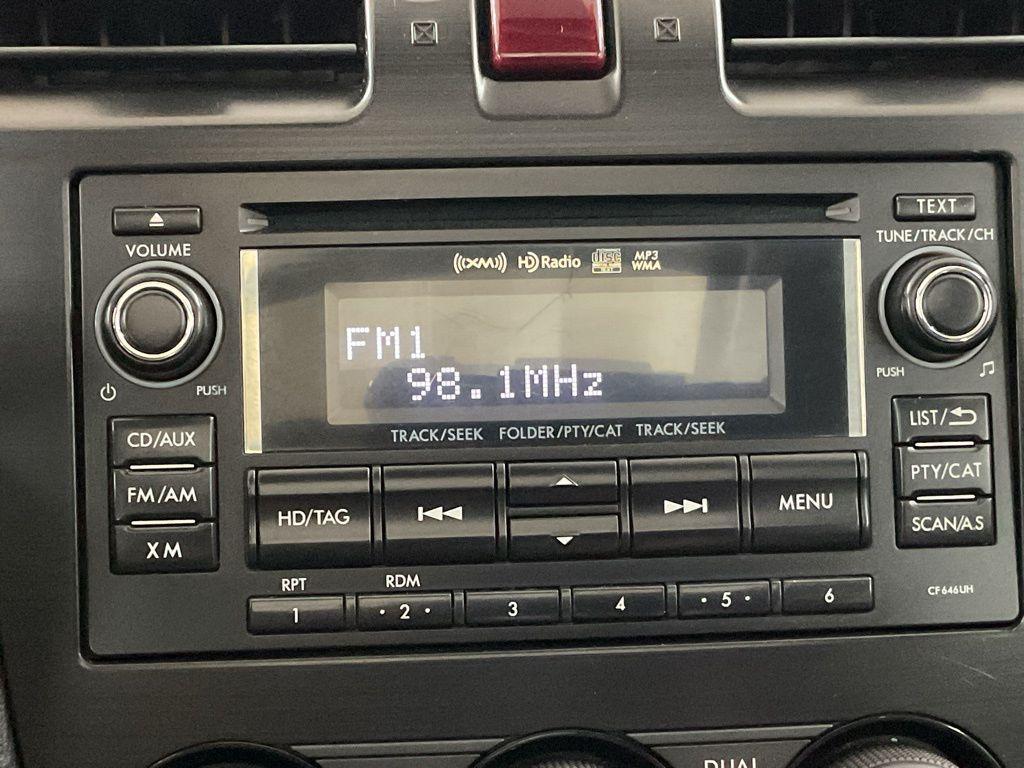 TEXT
VOLUME
TUNE/TRACK/CH
((XM)) HD Radio disc TEXT MP3
WMA
FM1
98.1MHz
PUSH
PUSH
TRACK/SEEK FOLDER/PTY/CAT TRACK/SEEK
CD/AUX
LIST/
FM/AM
PTY/CAT
XM
HD/TAG
MENU
SCAN/A.S
RPT RDM
1 · 2 · 3 4 · 5 · 6
CF646UH
DUAL